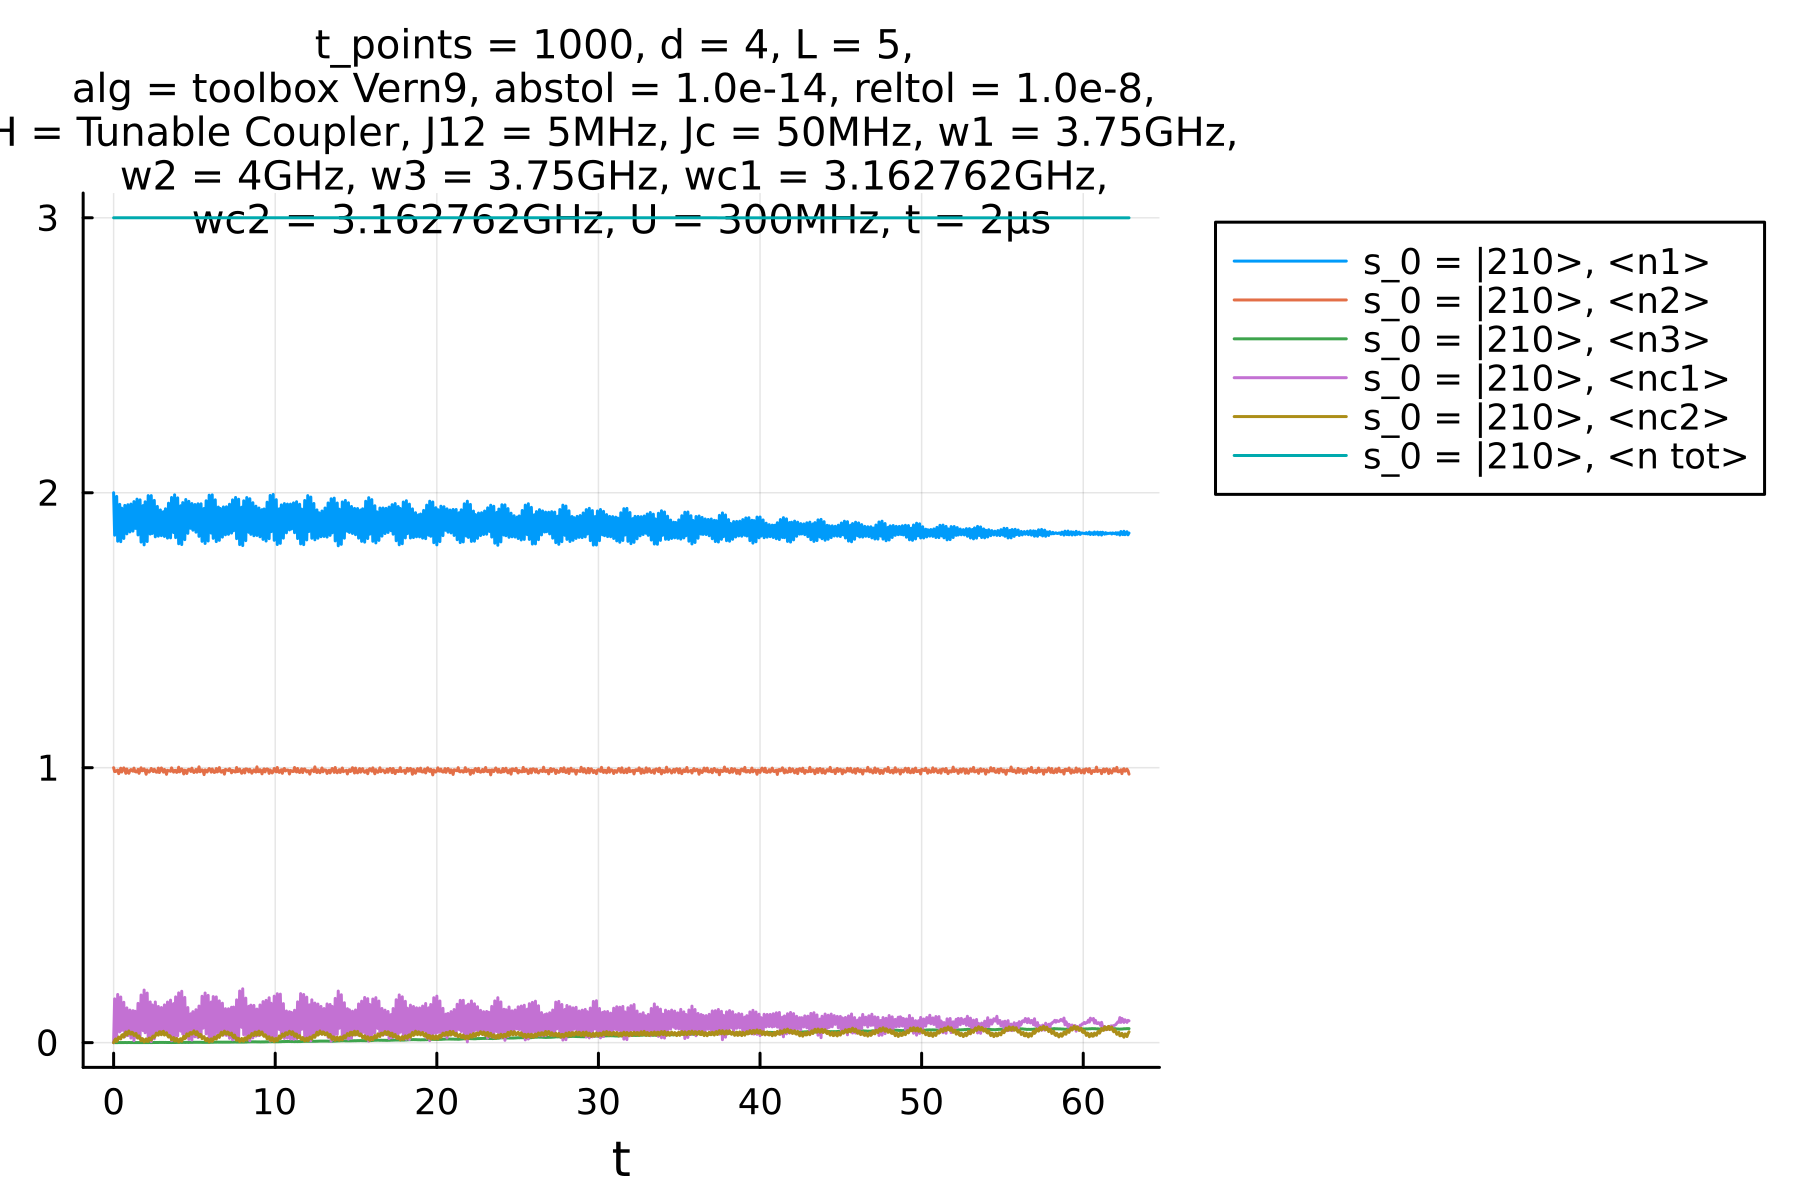 t_points = 1000, d = 4, L = 5,
alg = toolbox Vern9, abstol = 1.0e-14, reltol = 1.0e-8,
H = Tunable Coupler, J12 = 5MHz, Jc = 50MHz, w1 = 3.75GHz,
w2 = 4GHz, w3 = 3.75GHz, wc1 = 3.162762GHz,
wc2 = 3.162762GHz, U = 300MHz, t = 2µs
3
2
1
0
0 10 20 30 40 50 60
t
s_0 = |210>, <n1>
s_0 = |210>, <n2>
s_0 = |210>, <n3>
s_0 = |210>, <nc1>
s_0 = |210>, <nc2>
s_0 = |210>, <n tot>